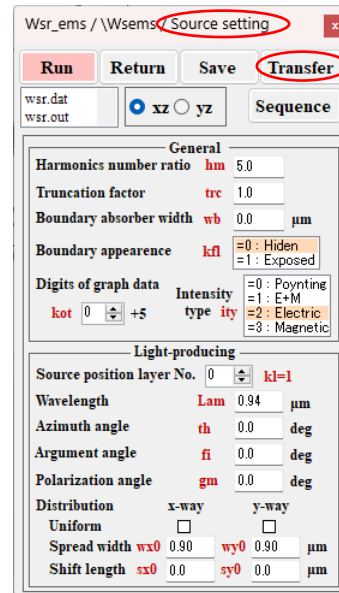 Wsr_ems / \Wsems / Source setting x
Run Return Save Transfer
wsr.dat
wsr.out
xz yz Sequence
General
Harmonics number ratio hm 5.0
Truncation factor trc 1.0
Boundary absorber width wb 0.0 μm
Boundary appearence kfl =0 : Hiden
=1 : Exposed
Digits of graph data
kot 0 +5
Intensity
type ity
=0 : Poynting
=1 : E+M
=2 : Electric
=3 : Magnetic
Light-producing
Source position layer No. 0 kl=1
Wavelength Lam 0.94 μm
Azimuth angle th 0.0 deg
Argument angle fi 0.0 deg
Polarization angle gm 0.0 deg
Distribution x-way y-way
Uniform
Spread width wx0 0.90 wy0 0.90 μm
Shift length sx0 0.0 sy0 0.0 μm